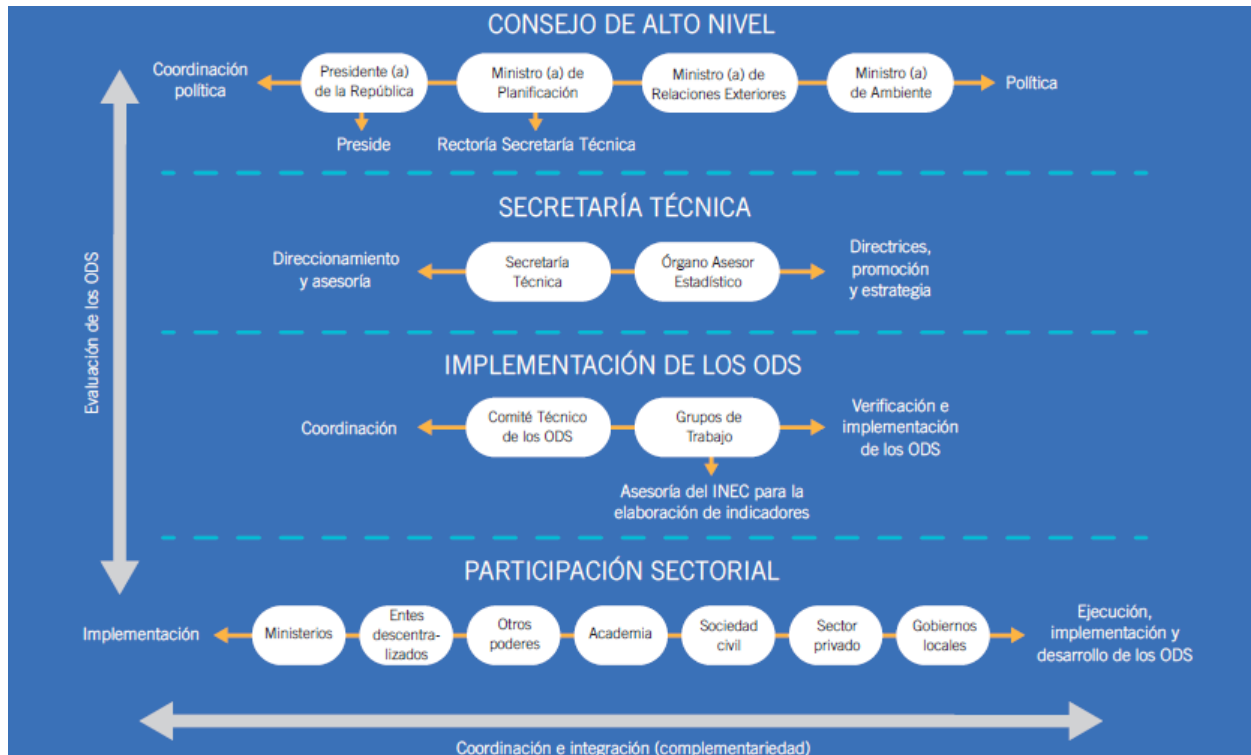 CONSEJO DE ALTO NIVEL
Coordinación
política
Presidente (a)
de la República
Ministro (a) de
Planificación
Ministro (a) de
Relaciones Exteriores
Ministro (a)
de Ambiente
Política
Preside
Rectoría Secretaría Técnica
SECRETARÍA TÉCNICA
Direccionamiento
y asesoría
Secretaría
Técnica
Órgano Asesor
Estadístico
Directrices,
promoción
y estrategia
Evaluación de los ODS
IMPLEMENTACIÓN DE LOS ODS
Coordinación
Comité Técnico
de los ODS
Grupos de
Trabajo
Verificación e
implementación
de los ODS
Asesoría del INEC para la
elaboración de indicadores
PARTICIPACIÓN SECTORIAL
Implementación
Ministerios
Entes
descentra-
lizados
Otros
poderes
Academia
Sociedad
civil
Sector
privado
Gobiernos
locales
Ejecución,
implementación y
desarrollo de los ODS
Coordinación e integración (complementariedad)